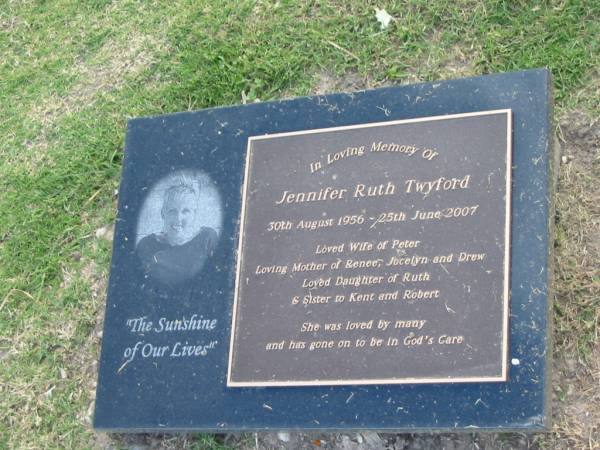 In Loving Memory Of
Jennifer Ruth Twyford
30th August 1956 - 25th June 2007
Loved Wife of Peter
Loving Mother of Renee, Jocelyn and Drew
Loved Daughter of Ruth
& Sister to Kent and Robert
She was loved by many
and has gone on to be in God's Care
"The Sunshine
of Our Lives"